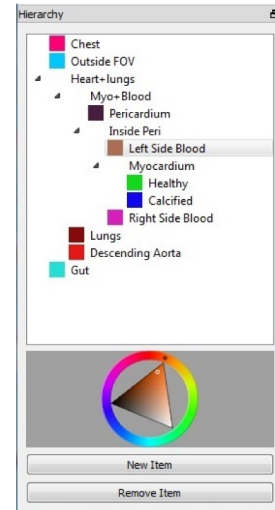 Hierarchy
Chest
Outside FOV
Heart+lungs
Myo+Blood
Pericardium
Inside Peri
Left Side Blood
Myocardium
Healthy
Calcified
Right Side Blood
Lungs
Descending Aorta
Gut
New Item
Remove Item